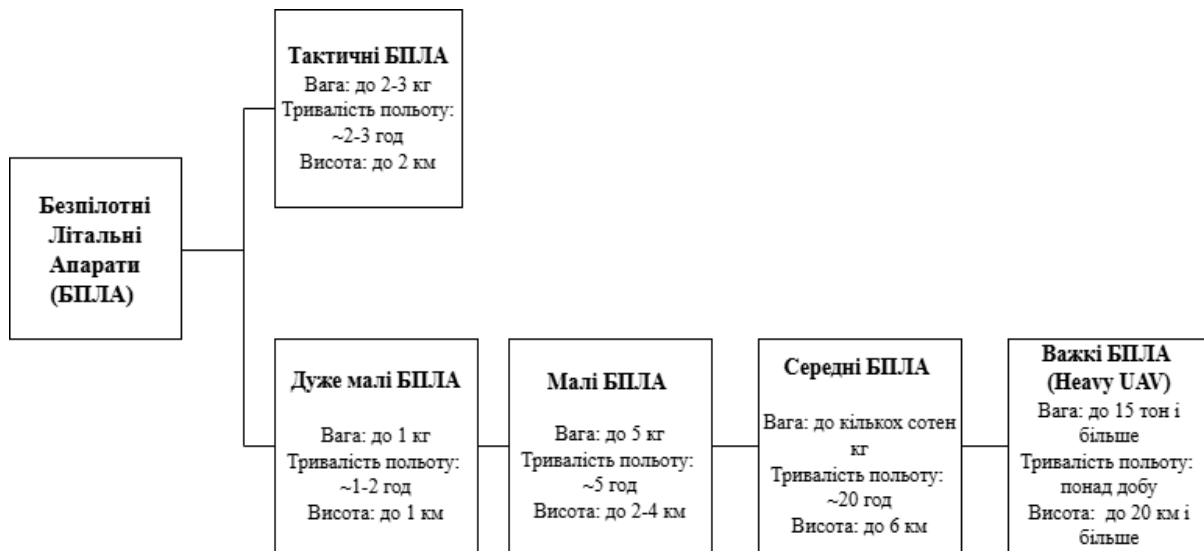 Тактичні БПЛА
Вага: до 2-3 кг
Тривалість польоту:
~2-3 год
Висота: до 2 км
Безпілотні
Літальні
Апарати
(БПЛА)
Дуже малі БПЛА
Вага: до 1 кг
Тривалість польоту:
~1-2 год
Висота: до 1 км
Малі БПЛА
Вага: до 5 кг
Тривалість польоту:
~5 год
Висота: до 2-4 км
Середні БПЛА
Вага: до кількох сотен
кг
Тривалість польоту:
~20 год
Висота: до 6 км
Важкі БПЛА
(Heavy UAV)
Вага: до 15 тон і
більше
Тривалість польоту:
понад добу
Висота: до 20 км і
більше